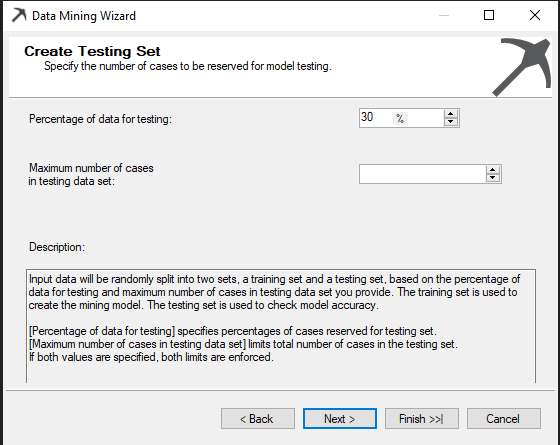 Data Mining Wizard
Create Testing Set
Specify the number of cases to be reserved for model testing.
Percentage of data for testing:
30 %
Maximum number of cases
in testing data set:
Description:
Input data will be randomly split into two sets, a training set and a testing set, based on the percentage of
data for testing and maximum number of cases in testing data set you provide. The training set is used to
create the mining model. The testing set is used to check model accuracy.
[Percentage of data for testing] specifies percentages of cases reserved for testing set.
[Maximum number of cases in testing data set] limits total number of cases in the testing set.
If both values are specified, both limits are enforced.
< Back
Next >
Finish >>|
Cancel